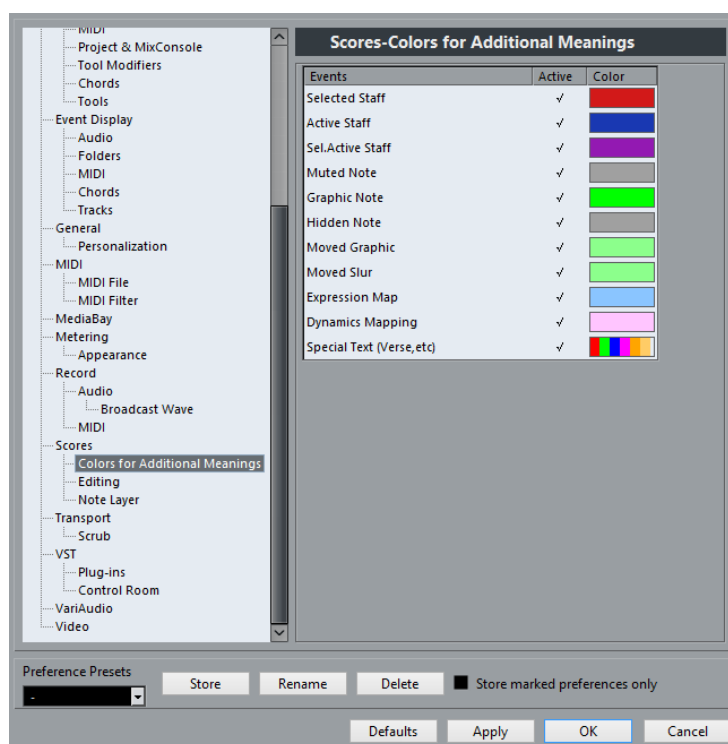 MIDI
Project & MixConsole
Tool Modifiers
Chords
Tools
Event Display
Audio
Folders
MIDI
Chords
Tracks
General
Personalization
MIDI
MIDI File
MIDI Filter
MediaBay
Metering
Appearance
Record
Audio
Broadcast Wave
MIDI
Scores
Colors for Additional Meanings
Editing
Note Layer
Transport
Scrub
VST
Plug-ins
Control Room
VariAudio
Video
Scores-Colors for Additional Meanings
Events Active Color
Selected Staff √
Active Staff √
Sel.Active Staff √
Muted Note √
Graphic Note √
Hidden Note √
Moved Graphic √
Moved Slur √
Expression Map √
Dynamics Mapping √
Special Text (Verse,etc) √
Preference Presets
-
Store Rename Delete Store marked preferences only
Defaults Apply OK Cancel